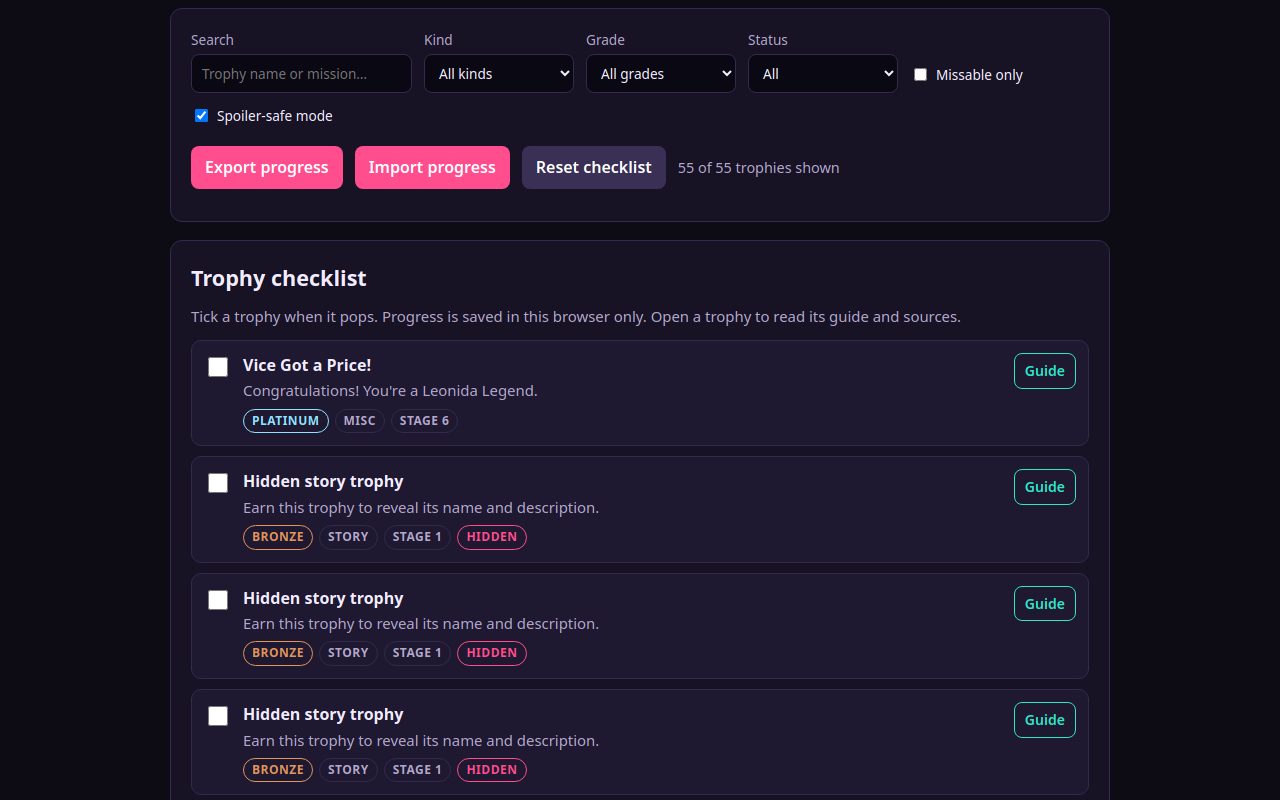 Search
Kind
Grade
Status
Trophy name or mission...
All kinds
All grades
All
Missable only
Spoiler-safe mode
Export progress
Import progress
Reset checklist
55 of 55 trophies shown
Trophy checklist
Tick a trophy when it pops. Progress is saved in this browser only. Open a trophy to read its guide and sources.
Vice Got a Price!
Guide
Congratulations! You're a Leonida Legend.
PLATINUM MISC STAGE 6
Hidden story trophy
Guide
Earn this trophy to reveal its name and description.
BRONZE STORY STAGE 1 HIDDEN
Hidden story trophy
Guide
Earn this trophy to reveal its name and description.
BRONZE STORY STAGE 1 HIDDEN
Hidden story trophy
Guide
Earn this trophy to reveal its name and description.
BRONZE STORY STAGE 1 HIDDEN